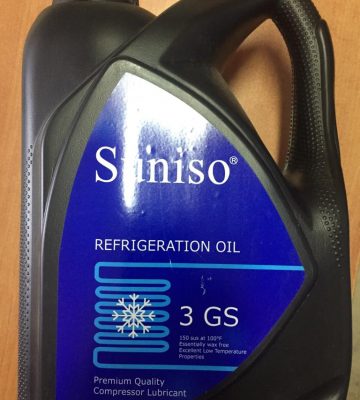 Suniso®
REFRIGERATION OIL
3 GS
150 sus at 100°F
Essentially wax free
Excellent Low Temperature
Properties
Premium Quality
Compressor Lubricant